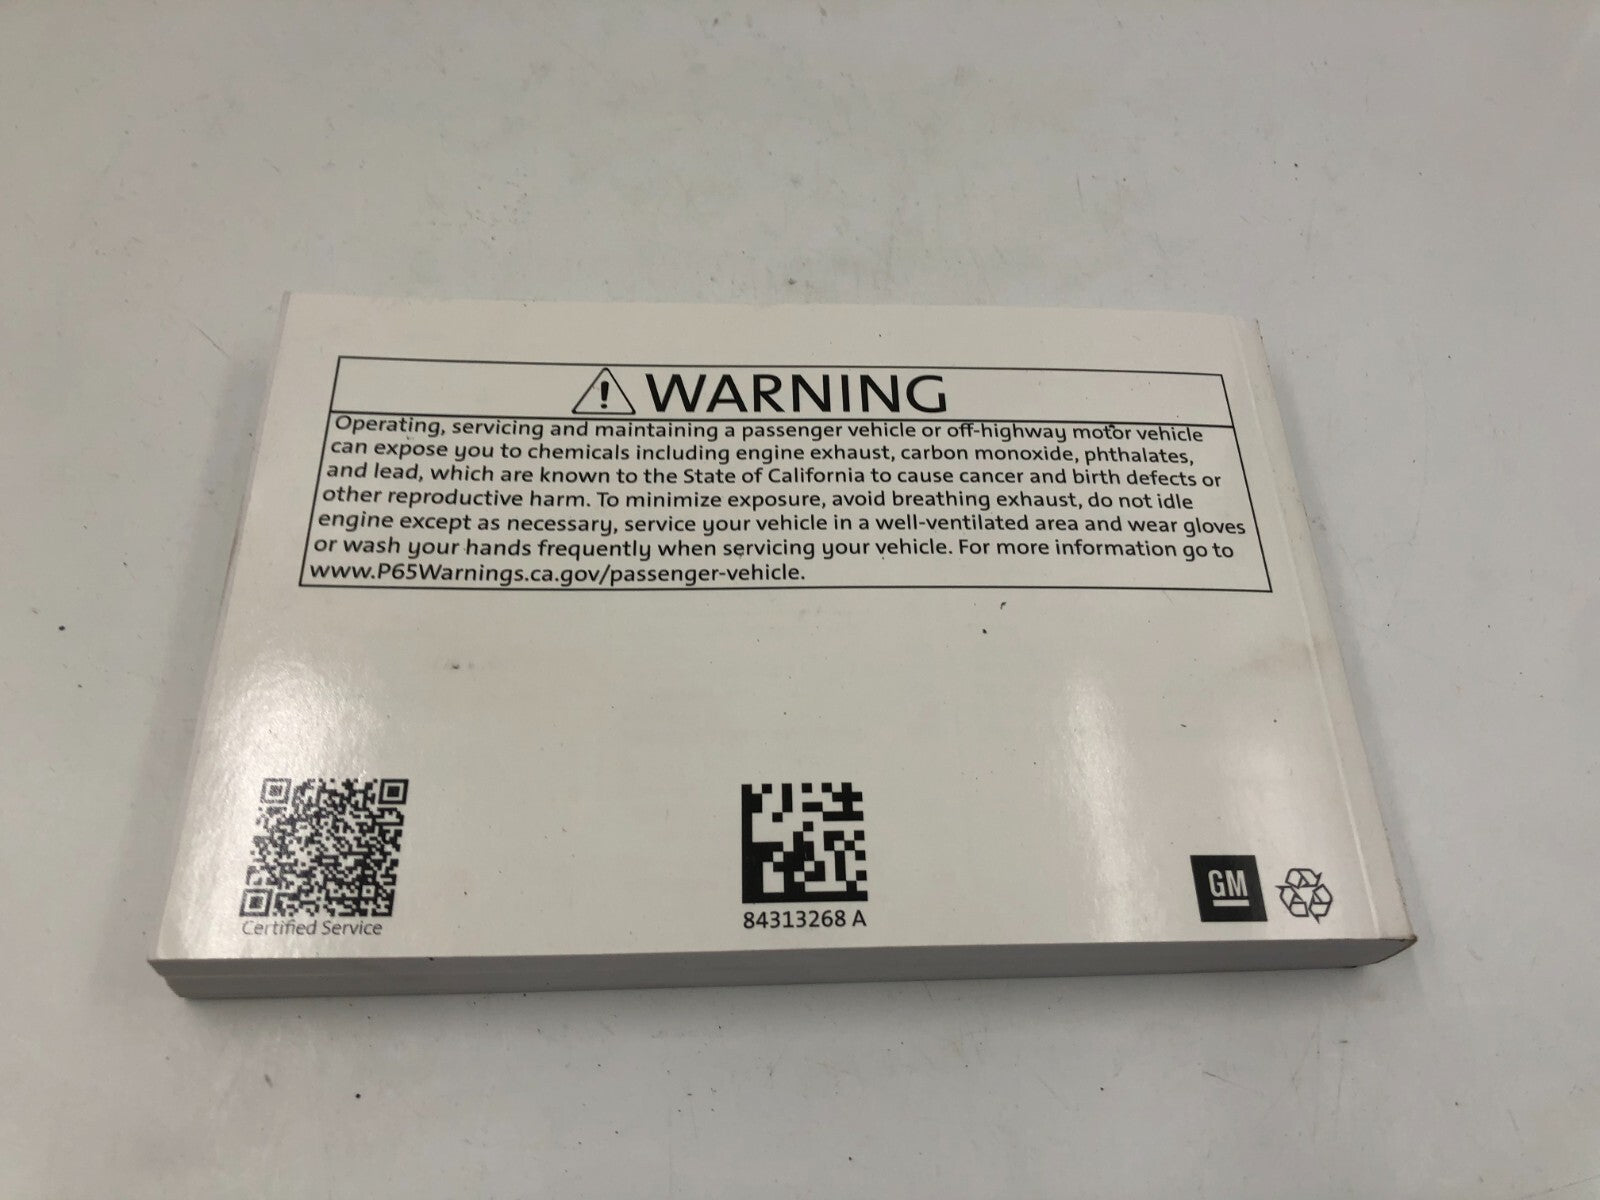 WARNING
Operating, servicing and maintaining a passenger vehicle or off-highway motor vehicle
can expose you to chemicals including engine exhaust, carbon monoxide, phthalates,
and lead, which are known to the State of California to cause cancer and birth defects or
other reproductive harm. To minimize exposure, avoid breathing exhaust, do not idle
engine except as necessary, service your vehicle in a well-ventilated area and wear gloves
or wash your hands frequently when servicing your vehicle. For more information go to
www.P65Warnings.ca.gov/passenger-vehicle.
Certified Service
84313268 A
GM